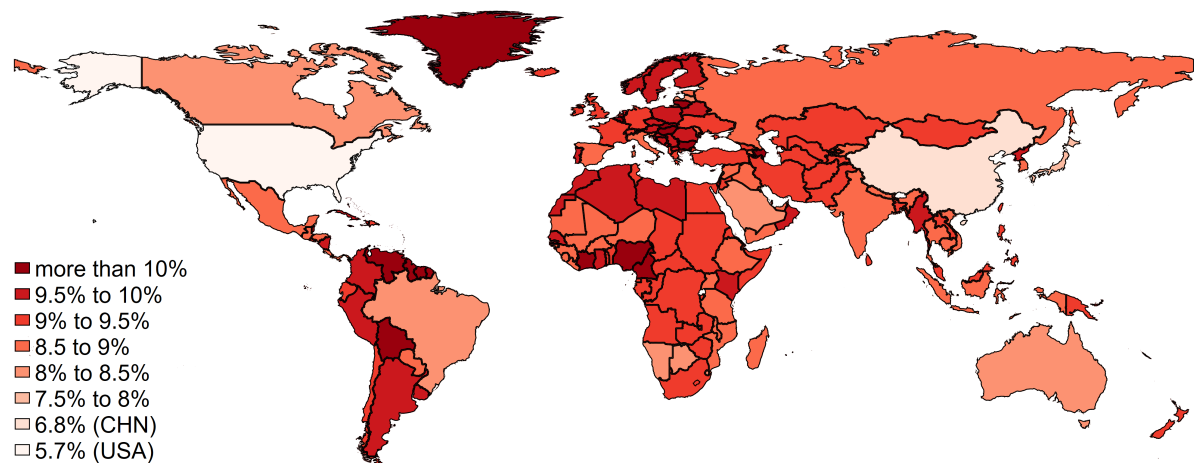 more than 10%
9.5% to 10%
9% to 9.5%
8.5 to 9%
8% to 8.5%
7.5% to 8%
6.8% (CHN)
5.7% (USA)